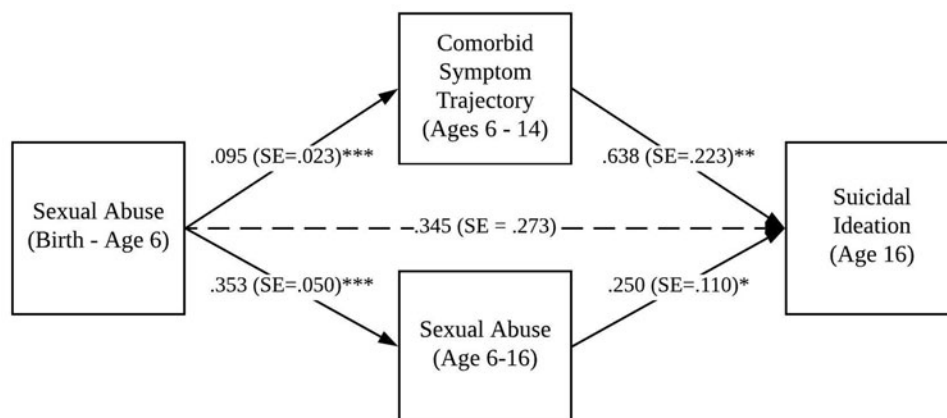 Comorbid
Symptom
Trajectory
(Ages 6 - 14)
.095 (SE=.023)***
.638 (SE=.223)**
Sexual Abuse
(Birth - Age 6)
.345 (SE = .273)
Suicidal
Ideation
(Age 16)
.353 (SE=.050)***
.250 (SE=.110)*
Sexual Abuse
(Age 6-16)